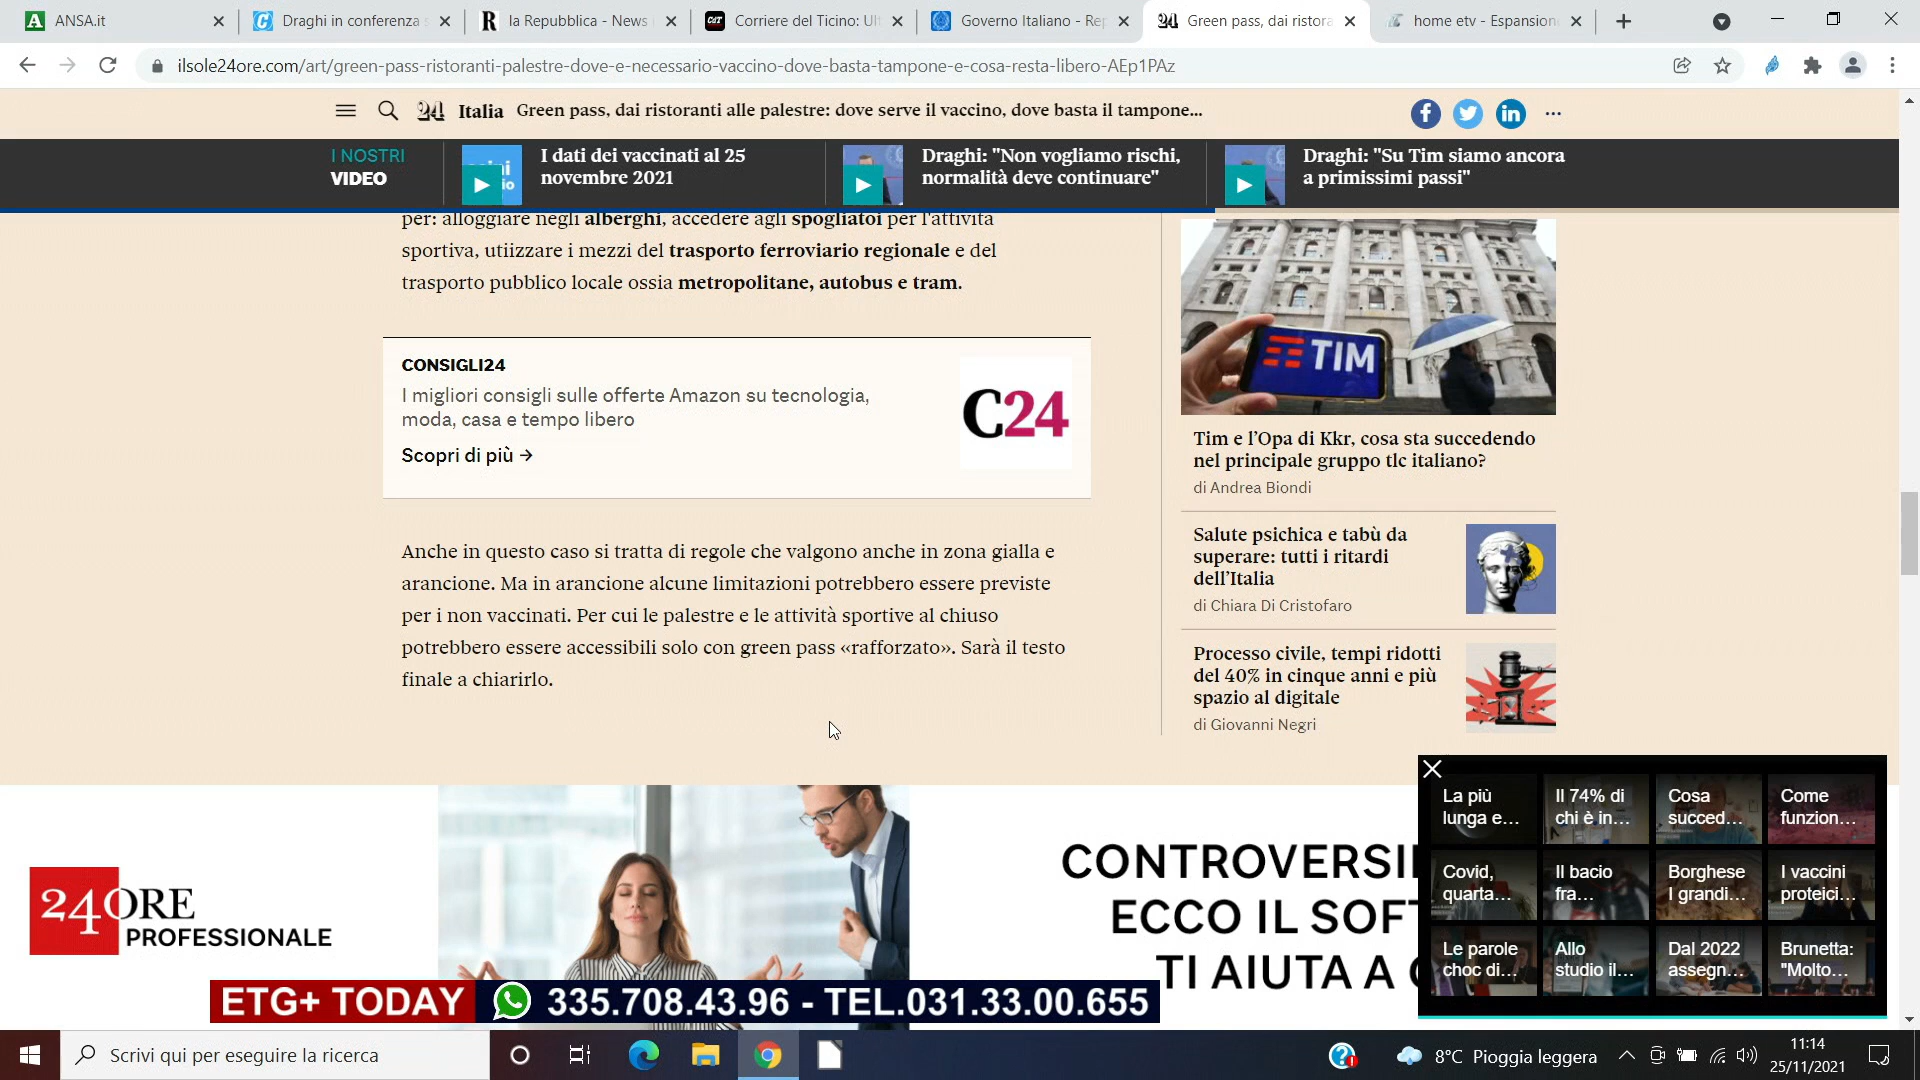 ANSA.it
Draghi in conferenza s
la Repubblica - News
Corriere del Ticino: Ult
Governo Italiano - Rep
Green pass, dai ristora
home etv - Espansione
ilsole24ore.com/art/green-pass-ristoranti-palestre-dove-e-necessario-vaccino-dove-basta-tampone-e-cosa-resta-libero-AEp1PAz
24 Italia Green pass, dai ristoranti alle palestre: dove serve il vaccino, dove basta il tampone...
I NOSTRI
VIDEO
I dati dei vaccinati al 25
novembre 2021
Draghi: "Non vogliamo rischi,
normalità deve continuare"
Draghi: "Su Tim siamo ancora
a primissimi passi"
per: alloggiare negli alberghi, accedere agli spogliatoi per l'attività
sportiva, utiizzare i mezzi del trasporto ferroviario regionale e del
trasporto pubblico locale ossia metropolitane, autobus e tram.
CONSIGLI24
I migliori consigli sulle offerte Amazon su tecnologia,
moda, casa e tempo libero
Scopri di più →
C24
Anche in questo caso si tratta di regole che valgono anche in zona gialla e
arancione. Ma in arancione alcune limitazioni potrebbero essere previste
per i non vaccinati. Per cui le palestre e le attività sportive al chiuso
potrebbero essere accessibili solo con green pass «rafforzato». Sarà il testo
finale a chiarirlo.
TIM
Tim e l'Opa di Kkr, cosa sta succedendo
nel principale gruppo tlc italiano?
di Andrea Biondi
Salute psichica e tabù da
superare: tutti i ritardi
dell'Italia
di Chiara Di Cristofaro
Processo civile, tempi ridotti
del 40% in cinque anni e più
spazio al digitale
di Giovanni Negri
24ORE
PROFESSIONALE
CONTROVERSI
ECCO IL SOFT
TI AIUTA A
La più
lunga e...
Il 74% di
chi è in...
Cosa
succed...
Come
funzion...
Covid,
quarta...
Il bacio
fra...
Borghese
I grandi...
I vaccini
proteici...
Le parole
choc di...
Allo
studio il...
Dal 2022
assegn...
Brunetta:
"Molto...
ETG+ TODAY 335.708.43.96 - TEL.031.33.00.655
Scrivi qui per eseguire la ricerca
8°C Pioggia leggera
11:14
25/11/2021